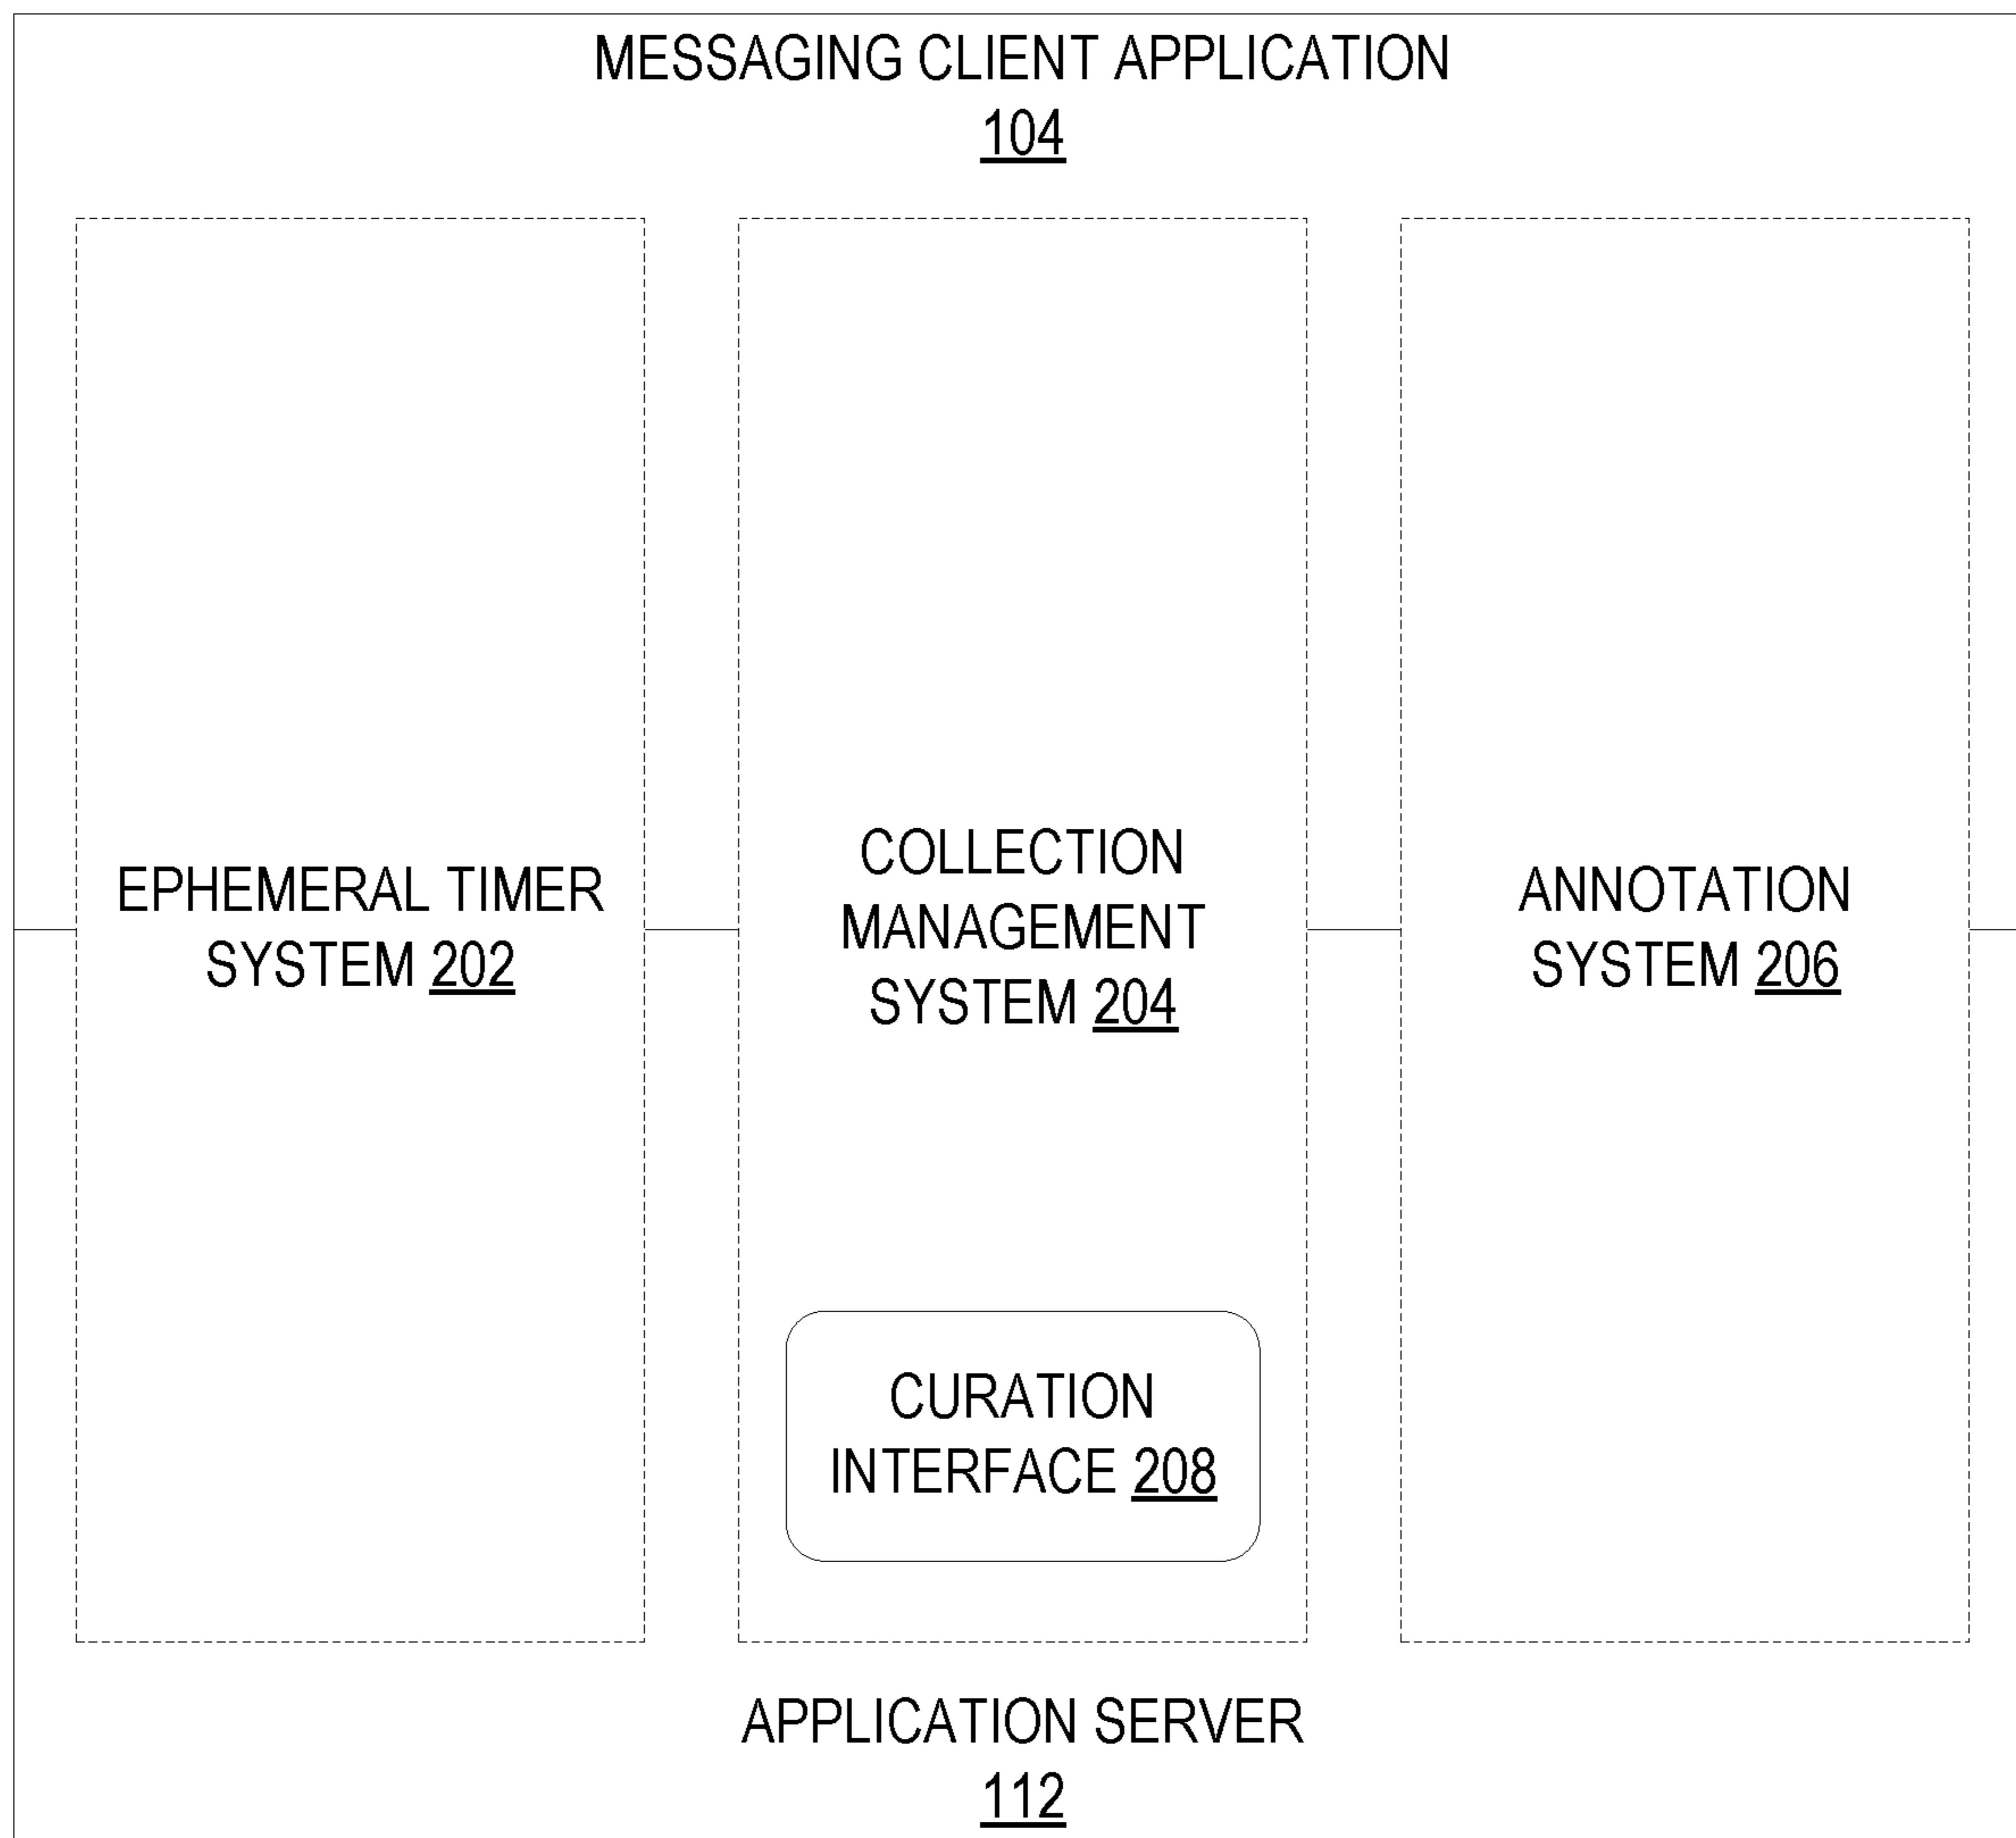 MESSAGING CLIENT APPLICATION
104
EPHEMERAL TIMER
SYSTEM 202
COLLECTION
MANAGEMENT
SYSTEM 204
ANNOTATION
SYSTEM 206
CURATION
INTERFACE 208
APPLICATION SERVER
112